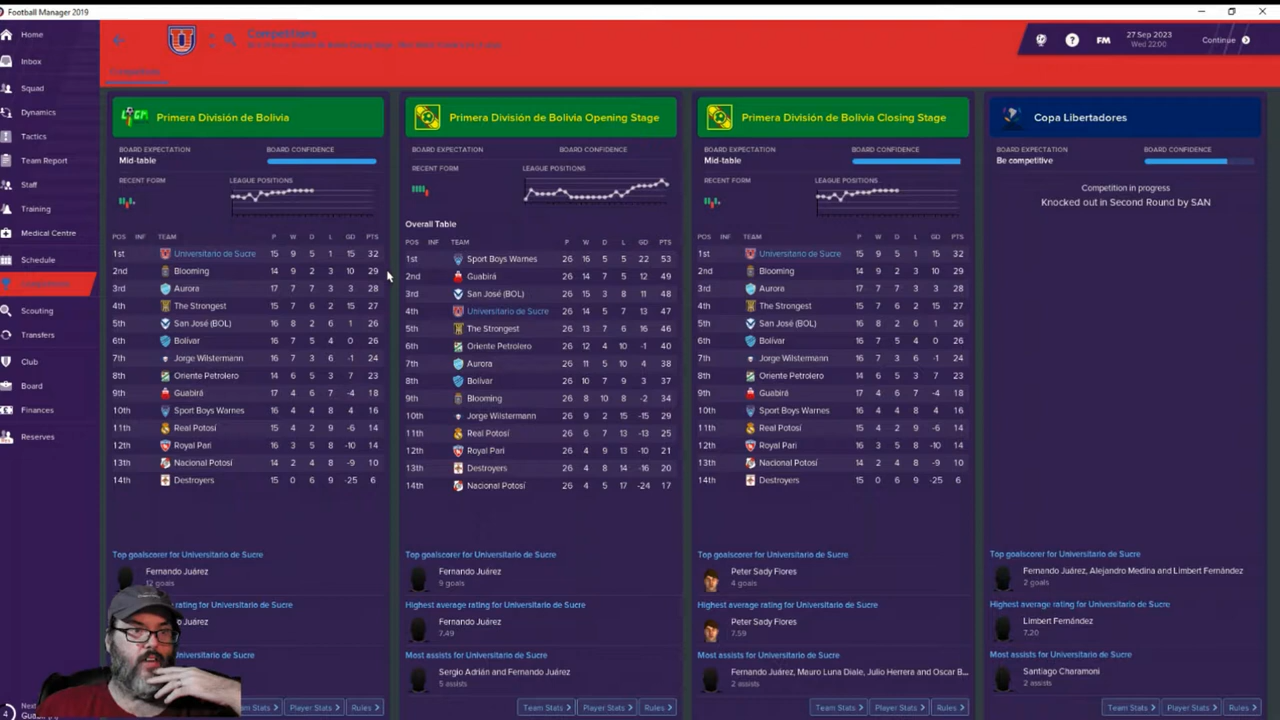 Football Manager 2019
Home
Inbox
Squad
Dynamics
Tactics
Team Report
Staff
Training
Medical Centre
Schedule
Scouting
Transfers
Club
Board
Finances
Reserves
Competitions
27 Sep 2023
Wed 22:00
FM
Continue
Primera División de Bolivia
BOARD EXPECTATION BOARD CONFIDENCE
Mid-table
RECENT FORM LEAGUE POSITIONS
POS INF TEAM P W D L GD PTS
1st Universitario de Sucre 15 9 5 1 15 32
2nd Blooming 14 9 2 3 10 29
3rd Aurora 17 7 7 3 3 28
4th The Strongest 15 7 6 2 15 27
5th San José (BOL) 16 8 2 6 1 26
6th Bolívar 16 7 5 4 0 26
7th Jorge Wilstermann 16 7 3 6 -1 24
8th Oriente Petrolero 14 6 5 3 7 23
9th Guabirá 17 4 6 7 -4 18
10th Sport Boys Warnes 16 4 4 8 4 16
11th Real Potosí 15 4 2 9 -6 14
12th Royal Pari 16 3 5 8 -10 14
13th Nacional Potosí 14 2 4 8 -9 10
14th Destroyers 15 0 6 9 -25 6
Top goalscorer for Universitario de Sucre
Fernando Juárez
12 goals
rating for Universitario de Sucre
Juárez
Universitario de Sucre
Stats
Player Stats
Rules
Primera División de Bolivia Opening Stage
BOARD EXPECTATION BOARD CONFIDENCE
RECENT FORM LEAGUE POSITIONS
Overall Table
POS INF TEAM P W D L GD PTS
1st Sport Boys Warnes 26 16 5 5 22 53
2nd Guabirá 26 14 7 5 12 49
3rd San José (BOL) 26 15 3 8 11 48
4th Universitario de Sucre 26 14 5 7 13 47
5th The Strongest 26 13 7 6 16 46
6th Oriente Petrolero 26 12 4 10 -1 40
7th Aurora 26 11 5 10 4 38
8th Bolívar 26 10 7 9 3 37
9th Blooming 26 8 10 8 -2 34
10th Jorge Wilstermann 26 9 2 15 -15 29
11th Real Potosí 26 6 7 13 -13 25
12th Royal Pari 26 4 9 13 -10 21
13th Destroyers 26 4 8 14 -16 20
14th Nacional Potosí 26 4 5 17 -24 17
Top goalscorer for Universitario de Sucre
Fernando Juárez
9 goals
Highest average rating for Universitario de Sucre
Fernando Juárez
7.49
Most assists for Universitario de Sucre
Sergio Adrián and Fernando Juárez
5 assists
Team Stats
Player Stats
Rules
Primera División de Bolivia Closing Stage
BOARD EXPECTATION BOARD CONFIDENCE
Mid-table
RECENT FORM LEAGUE POSITIONS
POS INF TEAM P W D L GD PTS
1st Universitario de Sucre 15 9 5 1 15 32
2nd Blooming 14 9 2 3 10 29
3rd Aurora 17 7 7 3 3 28
4th The Strongest 15 7 6 2 15 27
5th San José (BOL) 16 8 2 6 1 26
6th Bolívar 16 7 5 4 0 26
7th Jorge Wilstermann 16 7 3 6 -1 24
8th Oriente Petrolero 14 6 5 3 7 23
9th Guabirá 17 4 6 7 -4 18
10th Sport Boys Warnes 16 4 4 8 4 16
11th Real Potosí 15 4 2 9 -6 14
12th Royal Pari 16 3 5 8 -10 14
13th Nacional Potosí 14 2 4 8 -9 10
14th Destroyers 15 0 6 9 -25 6
Top goalscorer for Universitario de Sucre
Peter Sady Flores
4 goals
Highest average rating for Universitario de Sucre
Peter Sady Flores
7.59
Most assists for Universitario de Sucre
Fernando Juárez, Mauro Luna Diale, Julio Herrera and Oscar B...
2 assists
Team Stats
Player Stats
Rules
Copa Libertadores
BOARD EXPECTATION BOARD CONFIDENCE
Be competitive
Competition in progress
Knocked out in Second Round by SAN
Top goalscorer for Universitario de Sucre
Fernando Juárez, Alejandro Medina and Limbert Fernández
2 goals
Highest average rating for Universitario de Sucre
Limbert Fernández
7.20
Most assists for Universitario de Sucre
Santiago Charamoni
2 assists
Team Stats
Player Stats
Rules